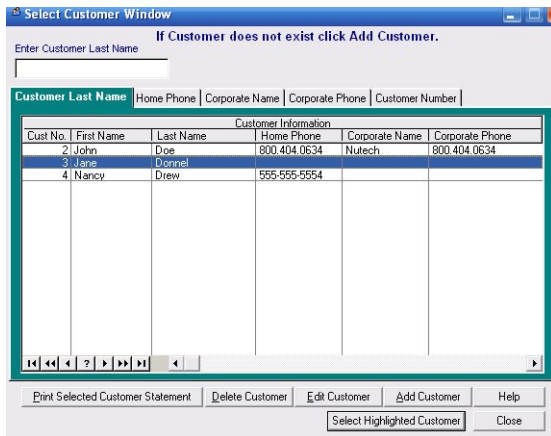 Select Customer Window
If Customer does not exist click Add Customer.
Enter Customer Last Name
Customer Last Name Home Phone Corporate Name Corporate Phone Customer Number
Customer Information
Cust No. First Name Last Name Home Phone Corporate Name Corporate Phone
2 John Doe 800.404.0634 Nutech 800.404.0634
3 Jane Donnel
4 Nancy Drew 555-555-5554
?
Print Selected Customer Statement Delete Customer Edit Customer Add Customer Help
Select Highlighted Customer Close